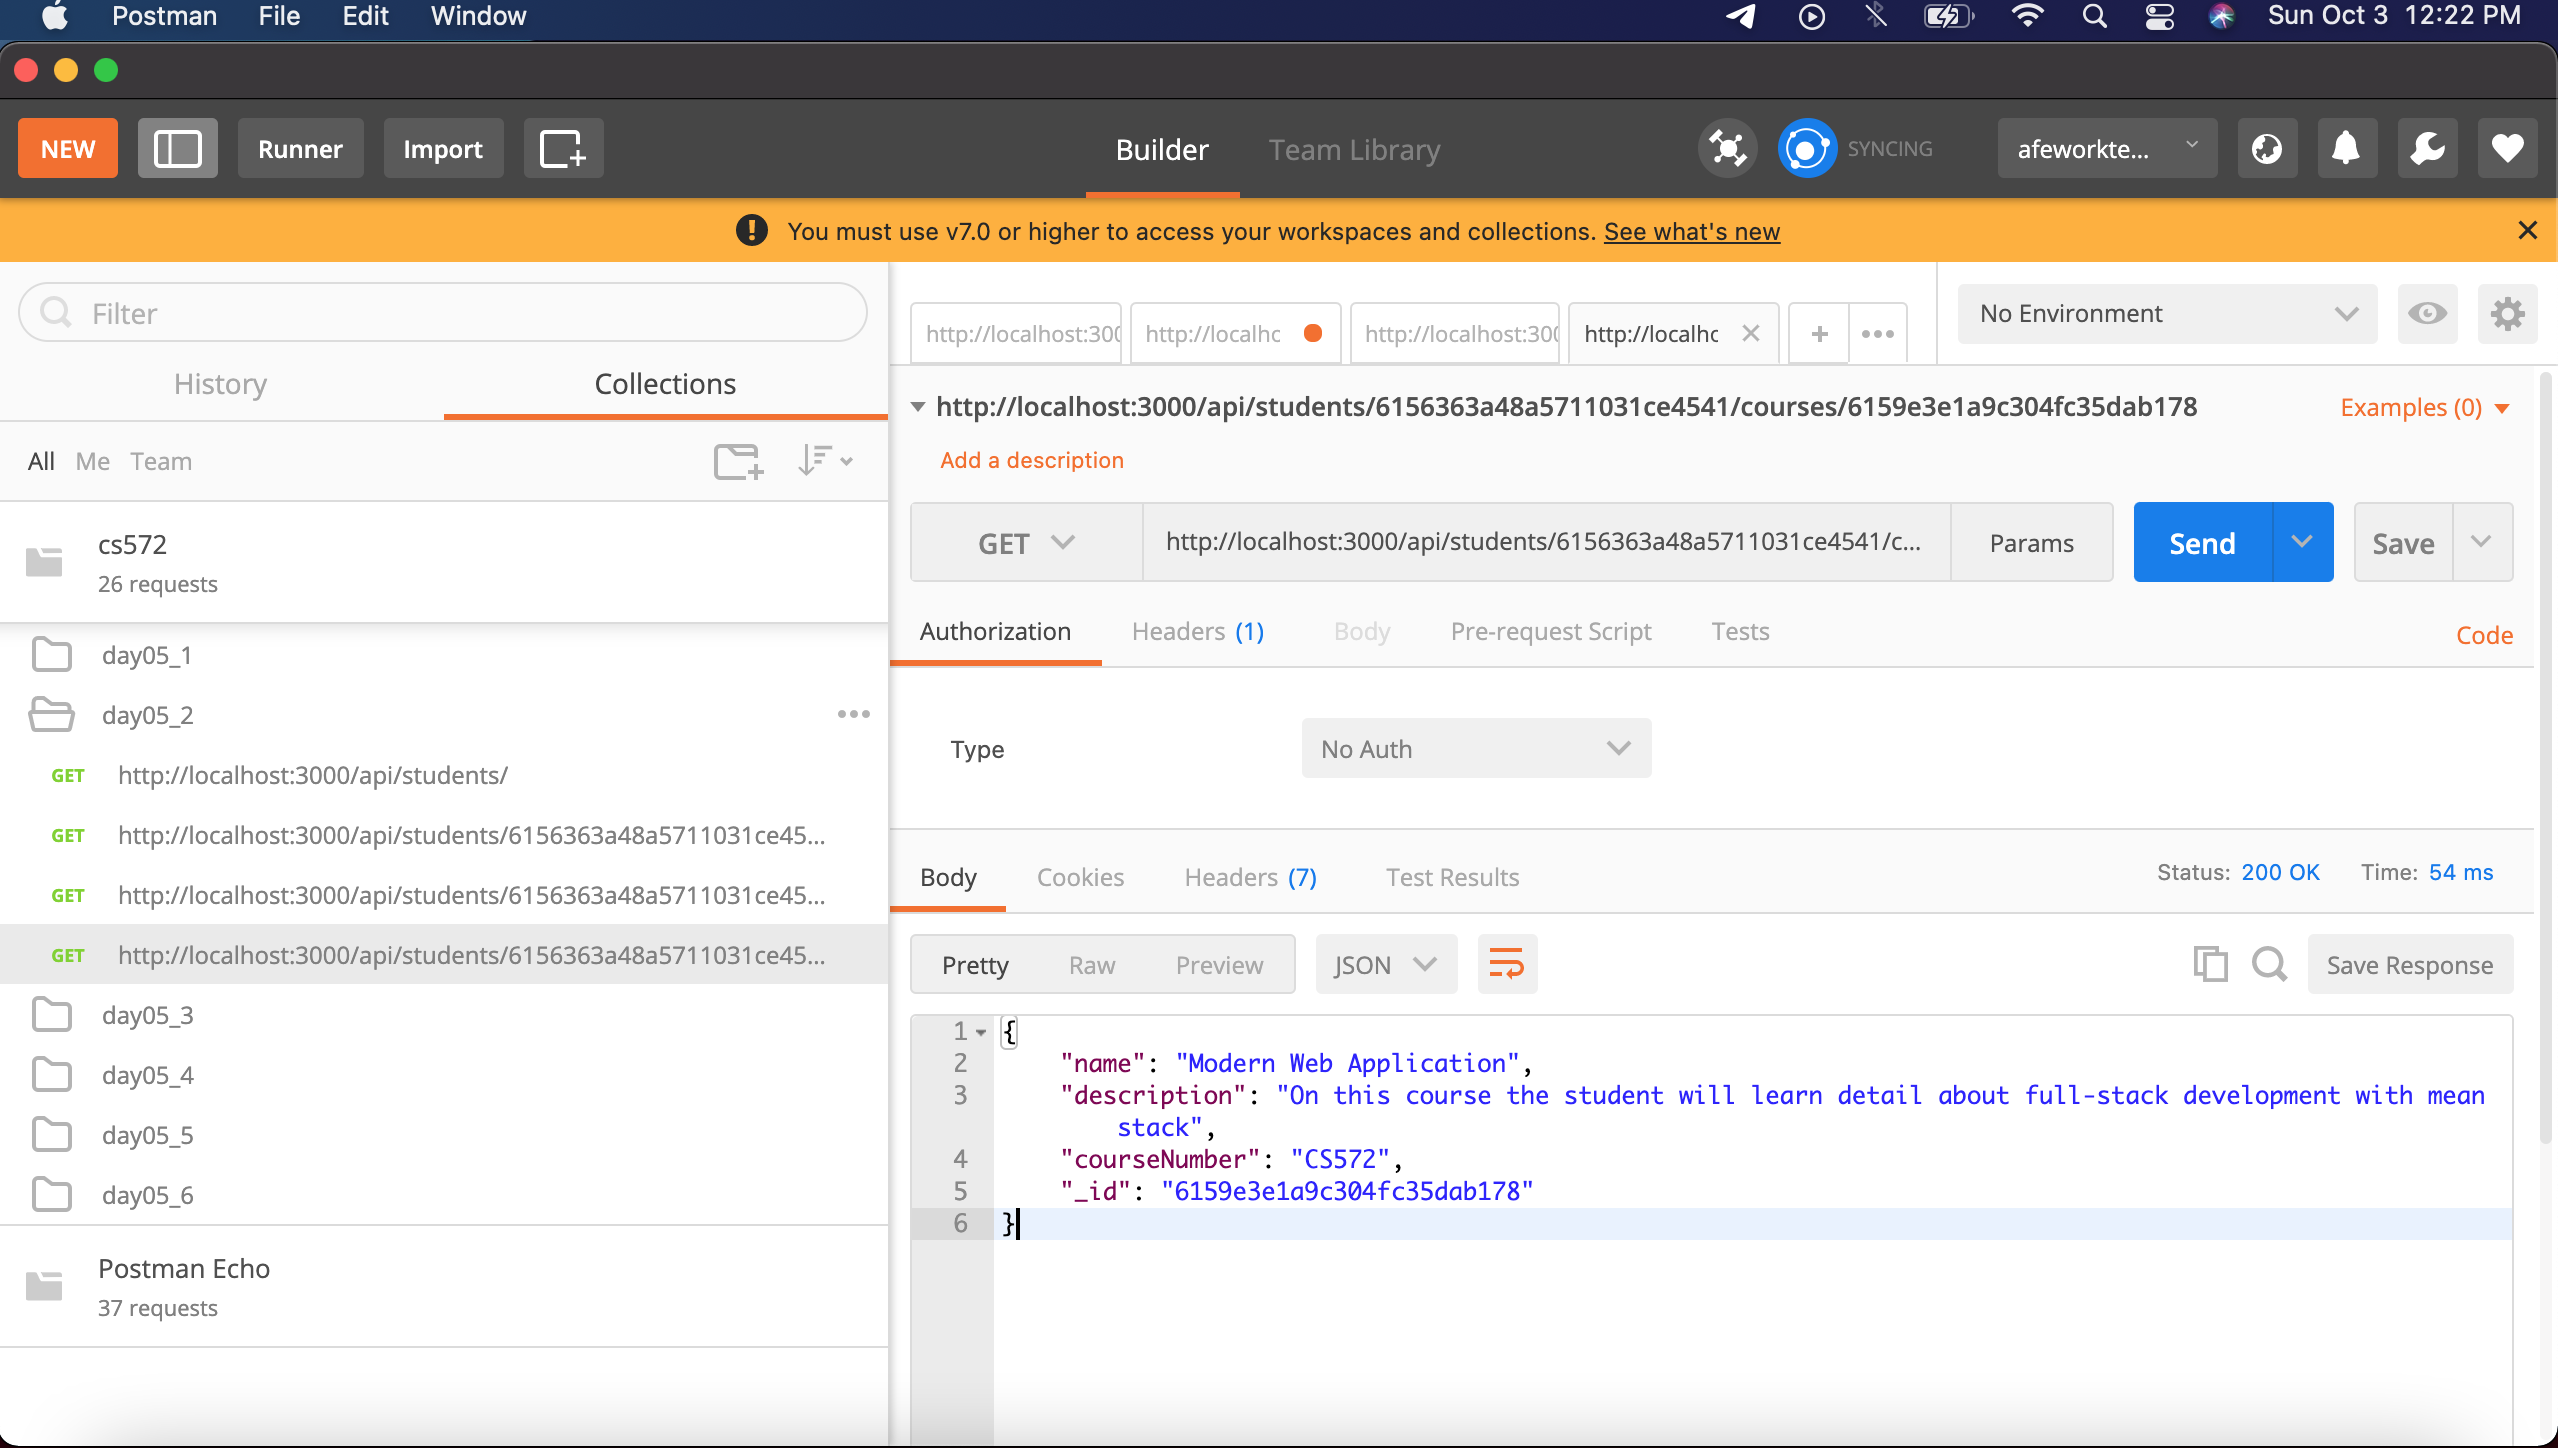 Postman File Edit Window Sun Oct 3 12:22 PM
NEW Runner Import Builder Team Library SYNCING afeworkte...
You must use v7.0 or higher to access your workspaces and collections. See what's new
Filter
History Collections
All Me Team
cs572
26 requests
day05_1
day05_2
GET http://localhost:3000/api/students/
GET http://localhost:3000/api/students/6156363a48a5711031ce45...
GET http://localhost:3000/api/students/6156363a48a5711031ce45...
GET http://localhost:3000/api/students/6156363a48a5711031ce45...
day05_3
day05_4
day05_5
day05_6
Postman Echo
37 requests
http://localhost:300 http://localhc http://localhost:300 http://localhc No Environment
http://localhost:3000/api/students/6156363a48a5711031ce4541/courses/6159e3e1a9c304fc35dab178 Examples (0)
Add a description
GET http://localhost:3000/api/students/6156363a48a5711031ce4541/c... Params Send Save
Authorization Headers (1) Body Pre-request Script Tests Code
Type No Auth
Body Cookies Headers (7) Test Results Status: 200 OK Time: 54 ms
Pretty Raw Preview JSON Save Response
1 {
2 "name": "Modern Web Application",
3 "description": "On this course the student will learn detail about full-stack development with mean
stack",
4 "courseNumber": "CS572",
5 "_id": "6159e3e1a9c304fc35dab178"
6 }